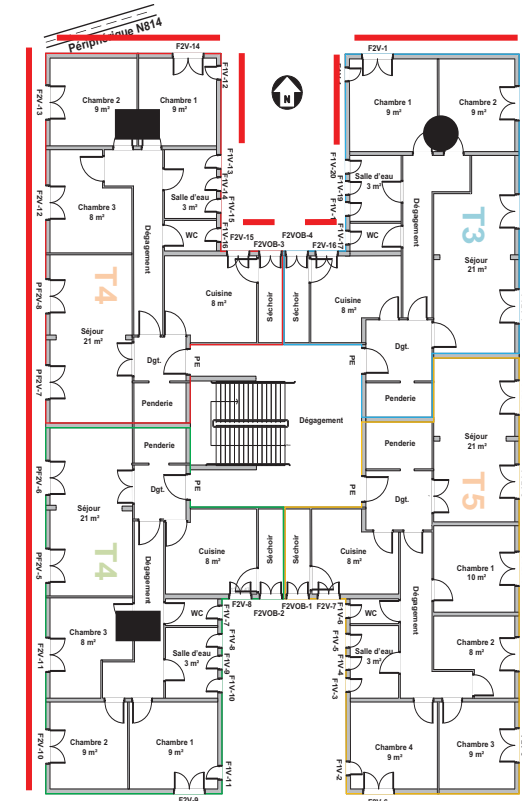 Périphérique N814
F2V-14
F2V-1
F1V-12
Chambre 2
9 m²
Chambre 1
9 m²
Chambre 1
9 m²
Chambre 2
9 m²
N
F2V-13
F1V-13
F1V-14
F1V-15
F1V-16
F1V-20
F1V-19
F1V-17
Salle d'eau
3 m²
Salle d'eau
3 m²
F2V-12
Chambre 3
8 m²
Dégagement
WC
WC
Dégagement
T3
F2V-15
F2VOB-3
F2VOB-4
F2V-16
T4
Séjour
21 m²
Cuisine
8 m²
Séchoir
Séchoir
Cuisine
8 m²
PF2V-8
Séjour
21 m²
Dgt.
PE
PE
Dgt.
PF2V-7
Penderie
Penderie
Dégagement
Penderie
Penderie
Séjour
21 m²
PF2V-6
Dgt.
PE
PE
Dgt.
T5
Séjour
21 m²
T4
PF2V-5
Cuisine
8 m²
Séchoir
Séchoir
Cuisine
8 m²
Dégagement
Dégagement
Chambre 1
10 m²
F2V-8
F2VOB-2
F2VOB-1
F2V-7
WC
WC
F1V-7
F1V-8
F1V-9
F1V-10
F1V-6
F1V-5
F1V-4
F1V-3
F2V-11
Chambre 3
8 m²
Salle d'eau
3 m²
Salle d'eau
3 m²
Chambre 2
8 m²
F2V-10
Chambre 2
9 m²
Chambre 1
9 m²
Chambre 4
9 m²
Chambre 3
9 m²
F1V-11
F1V-2
F2V-9